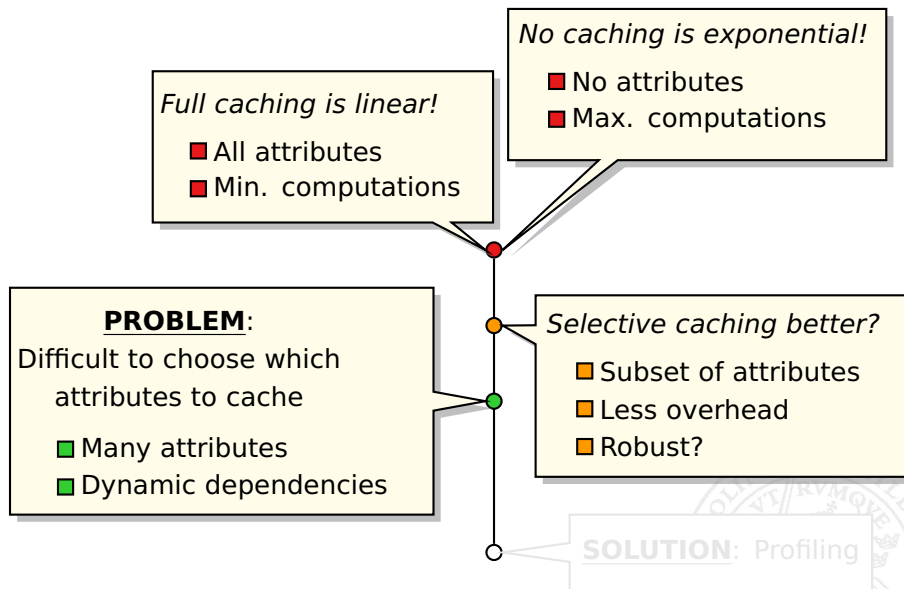 No caching is exponential!
No attributes
Max. computations
Full caching is linear!
All attributes
Min. computations
Selective caching better?
Subset of attributes
Less overhead
Robust?
PROBLEM:
Difficult to choose which
attributes to cache
Many attributes
Dynamic dependencies
SOLUTION: Profiling
VT
RVMQVE